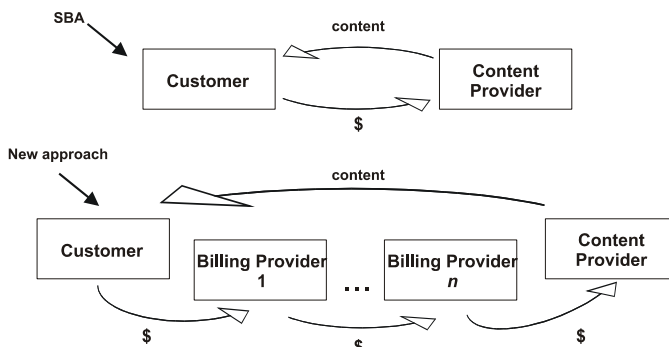 SBA
content
Customer
Content
Provider
$
New approach
content
Customer
Billing Provider
1
...
Billing Provider
n
Content
Provider
$
$
$